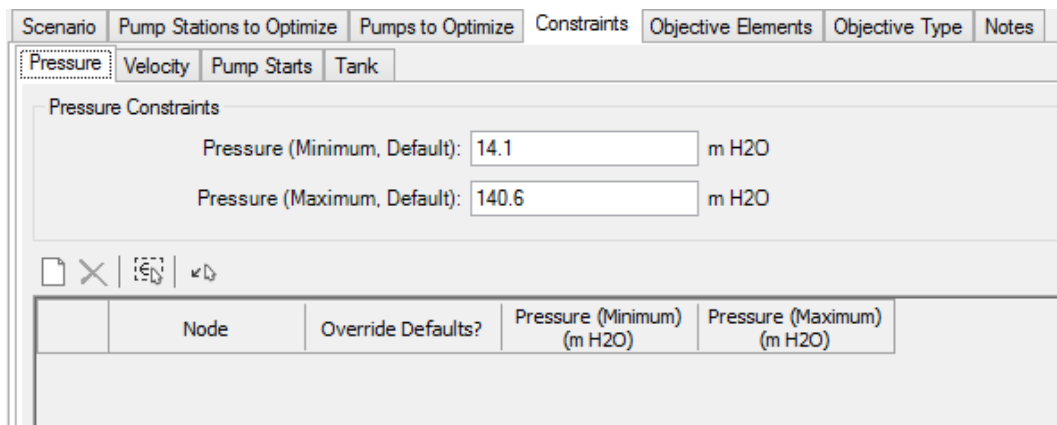 Scenario Pump Stations to Optimize Pumps to Optimize Constraints Objective Elements Objective Type Notes
Pressure Velocity Pump Starts Tank
Pressure Constraints
Pressure (Minimum, Default): 14.1 m H2O
Pressure (Maximum, Default): 140.6 m H2O
Node Override Defaults? Pressure (Minimum) (m H2O) Pressure (Maximum) (m H2O)